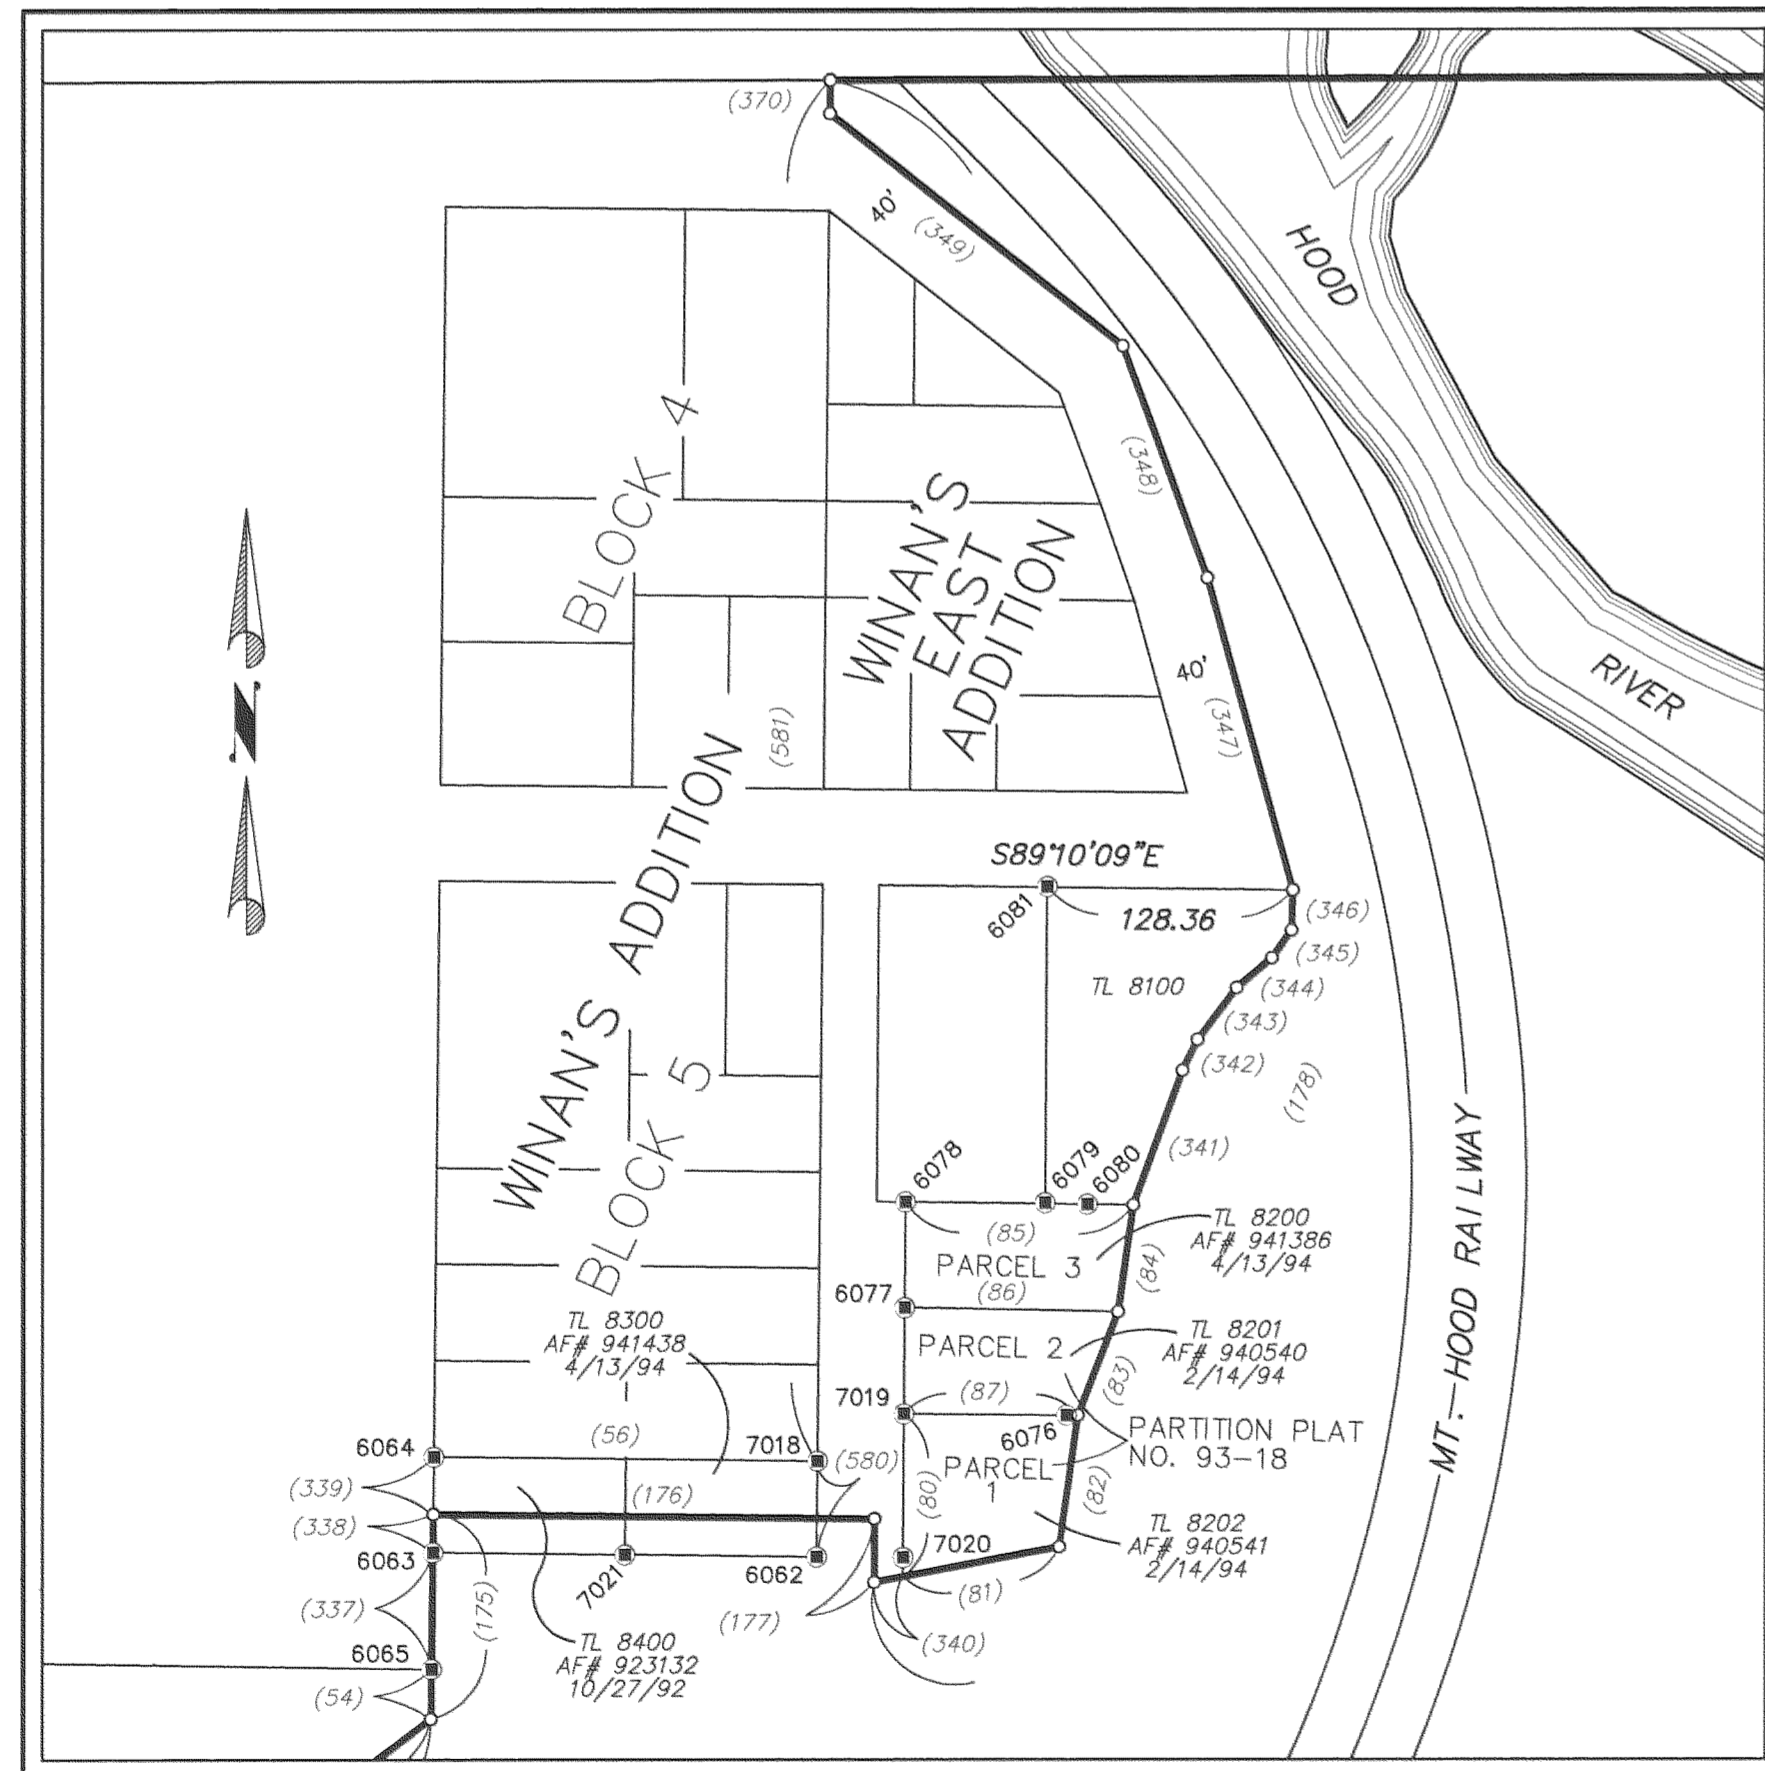 (370)
40'
(349)
HOOD
(348)
BLOCK 4
WINAN'S
EAST
ADDITION
RIVER
40'
(347)
(581)
N
WINAN'S ADDITION
S89°10'09"E
6081
128.36
(346)
(345)
TL 8100
(344)
(343)
(342)
(178)
BLOCK 5
MT. HOOD RAILWAY
(341)
6078
6079
6080
(85)
TL 8200
AF# 941386
4/13/94
PARCEL 3
(84)
(86)
6077
TL 8300
AF# 941438
4/13/94
PARCEL 2
TL 8201
AF# 940540
2/14/94
(83)
7019
(87)
6076
PARTITION PLAT
NO. 93-18
(56)
6064
7018
(580)
PARCEL
1
(80)
(82)
(339)
(176)
(338)
6063
7021
6062
7020
TL 8202
AF# 940541
2/14/94
(81)
(337)
(175)
(177)
(340)
6065
TL 8400
AF# 923132
10/27/92
(54)